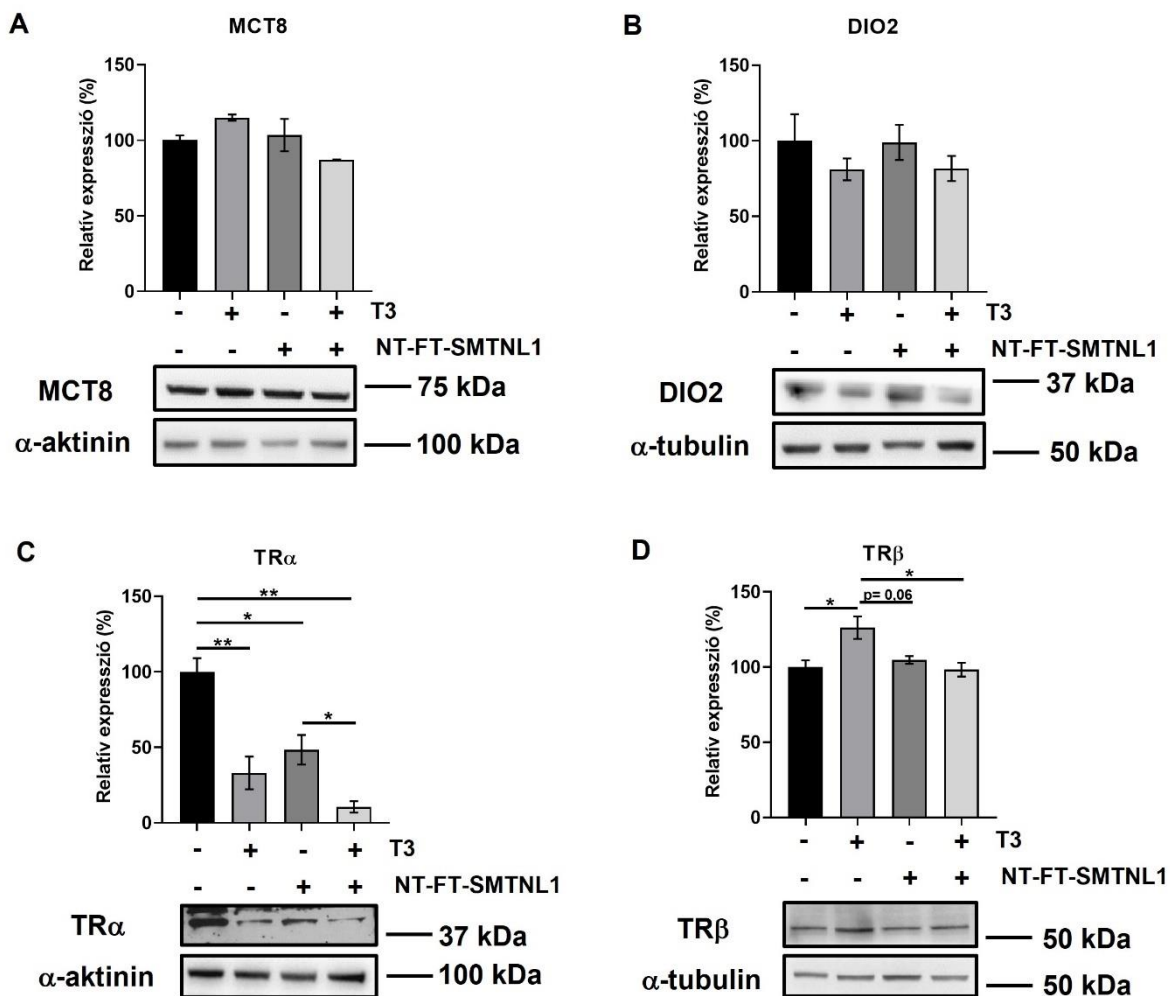 A
MCT8
Relatív expresszió (%)
150
100
50
0
- + - + T3
- - + + NT-FT-SMTNL1
MCT8
75 kDa
α-aktinin
100 kDa
B
DIO2
Relatív expresszió (%)
150
100
50
0
- + - + T3
- - + + NT-FT-SMTNL1
DIO2
37 kDa
α-tubulin
50 kDa
C
TRα
Relatív expresszió (%)
150
100
50
0
**
*
**
*
- + - + T3
- - + + NT-FT-SMTNL1
TRα
37 kDa
α-aktinin
100 kDa
D
TRβ
Relatív expresszió (%)
150
100
50
0
*
p= 0.06
*
- + - + T3
- - + + NT-FT-SMTNL1
TRβ
50 kDa
α-tubulin
50 kDa